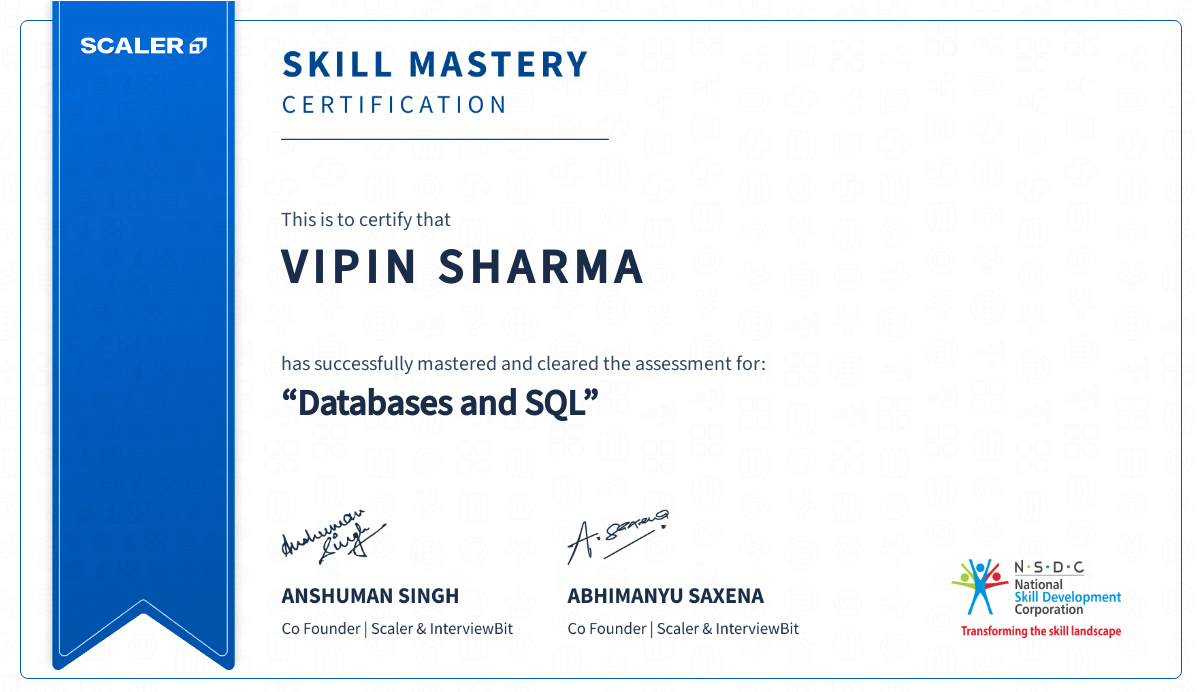 SCALER
SKILL MASTERY
CERTIFICATION
This is to certify that
VIPIN SHARMA
has successfully mastered and cleared the assessment for:
“Databases and SQL”
Anshuman Singh
A. Saxena
ANSHUMAN SINGH
Co Founder | Scaler & InterviewBit
ABHIMANYU SAXENA
Co Founder | Scaler & InterviewBit
N·S·D·C
National
Skill Development
Corporation
Transforming the skill landscape